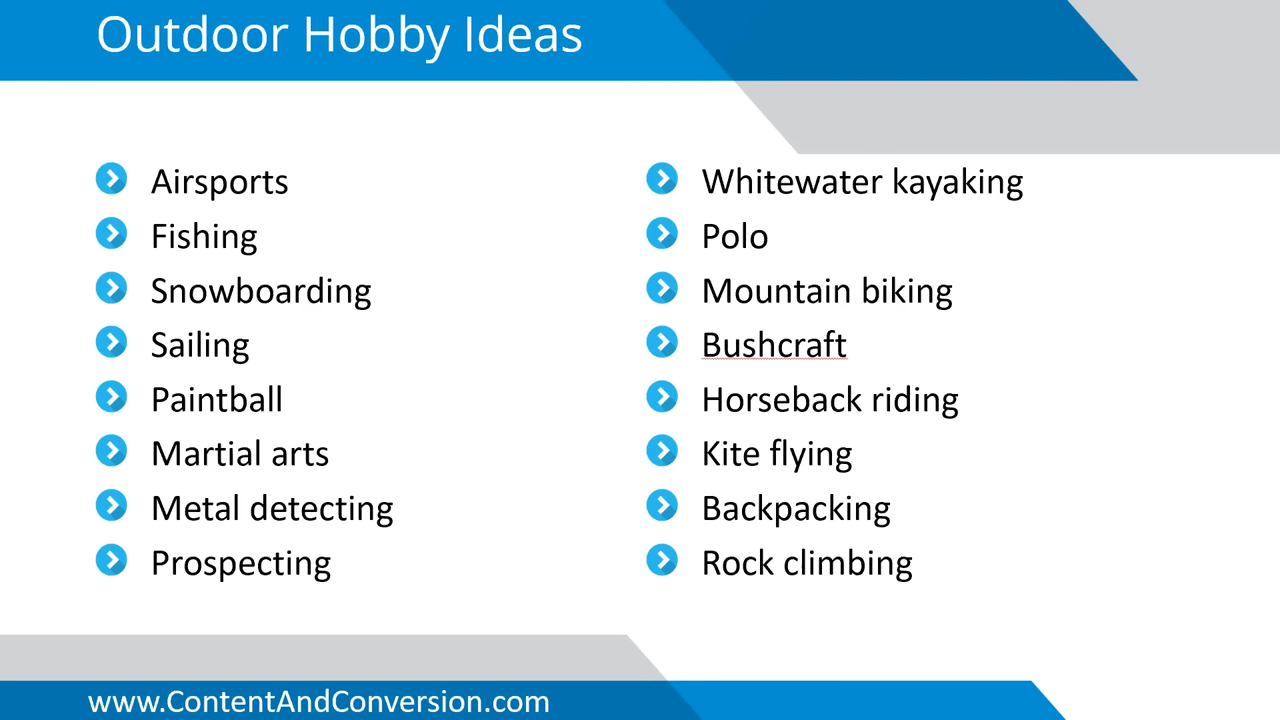 Outdoor Hobby Ideas
Airsports
Fishing
Snowboarding
Sailing
Paintball
Martial arts
Metal detecting
Prospecting
Whitewater kayaking
Polo
Mountain biking
Bushcraft
Horseback riding
Kite flying
Backpacking
Rock climbing
www.ContentAndConversion.com